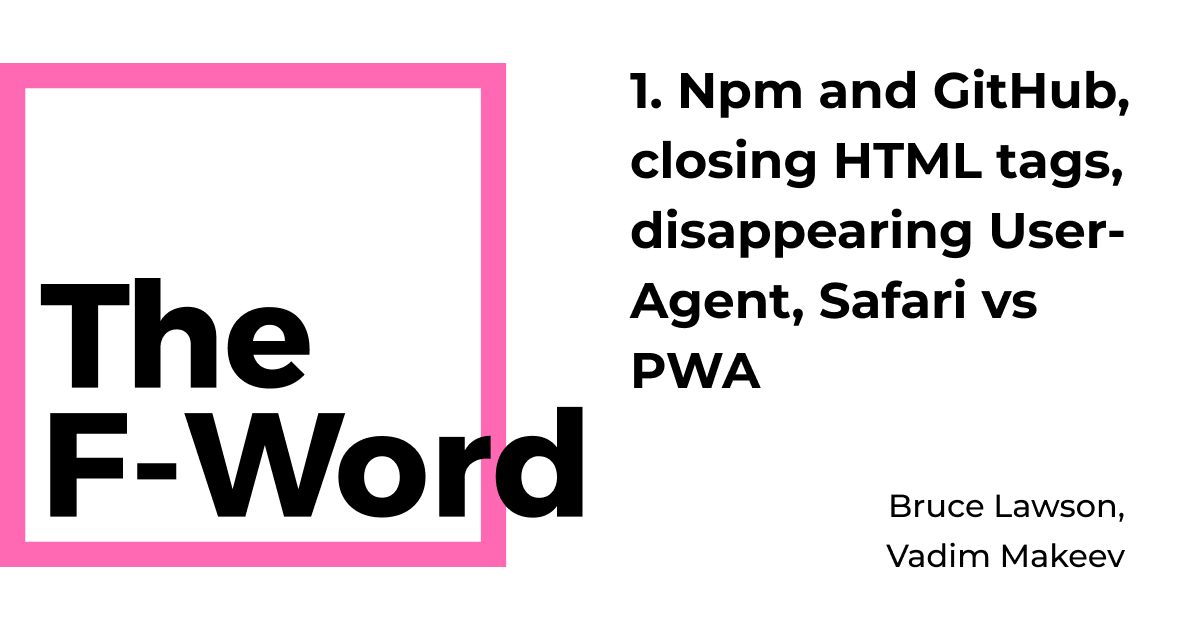 The
F-Word
1. Npm and GitHub,
closing HTML tags,
disappearing User-
Agent, Safari vs
PWA
Bruce Lawson,
Vadim Makeev